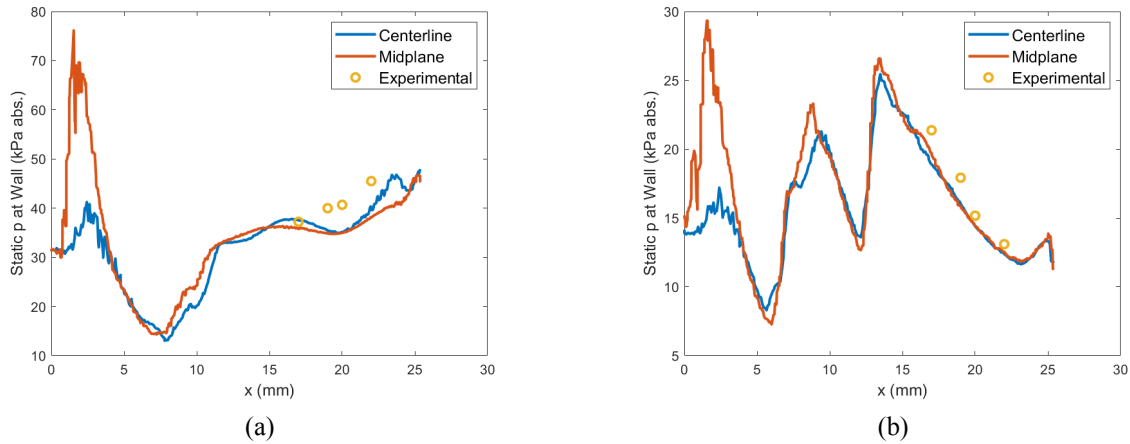 80
70
60
50
40
30
20
10
Static p at Wall (kPa abs.)
0 5 10 15 20 25 30
x (mm)
Centerline
Midplane
Experimental
(a)
30
25
20
15
10
5
Static p at Wall (kPa abs.)
0 5 10 15 20 25 30
x (mm)
Centerline
Midplane
Experimental
(b)